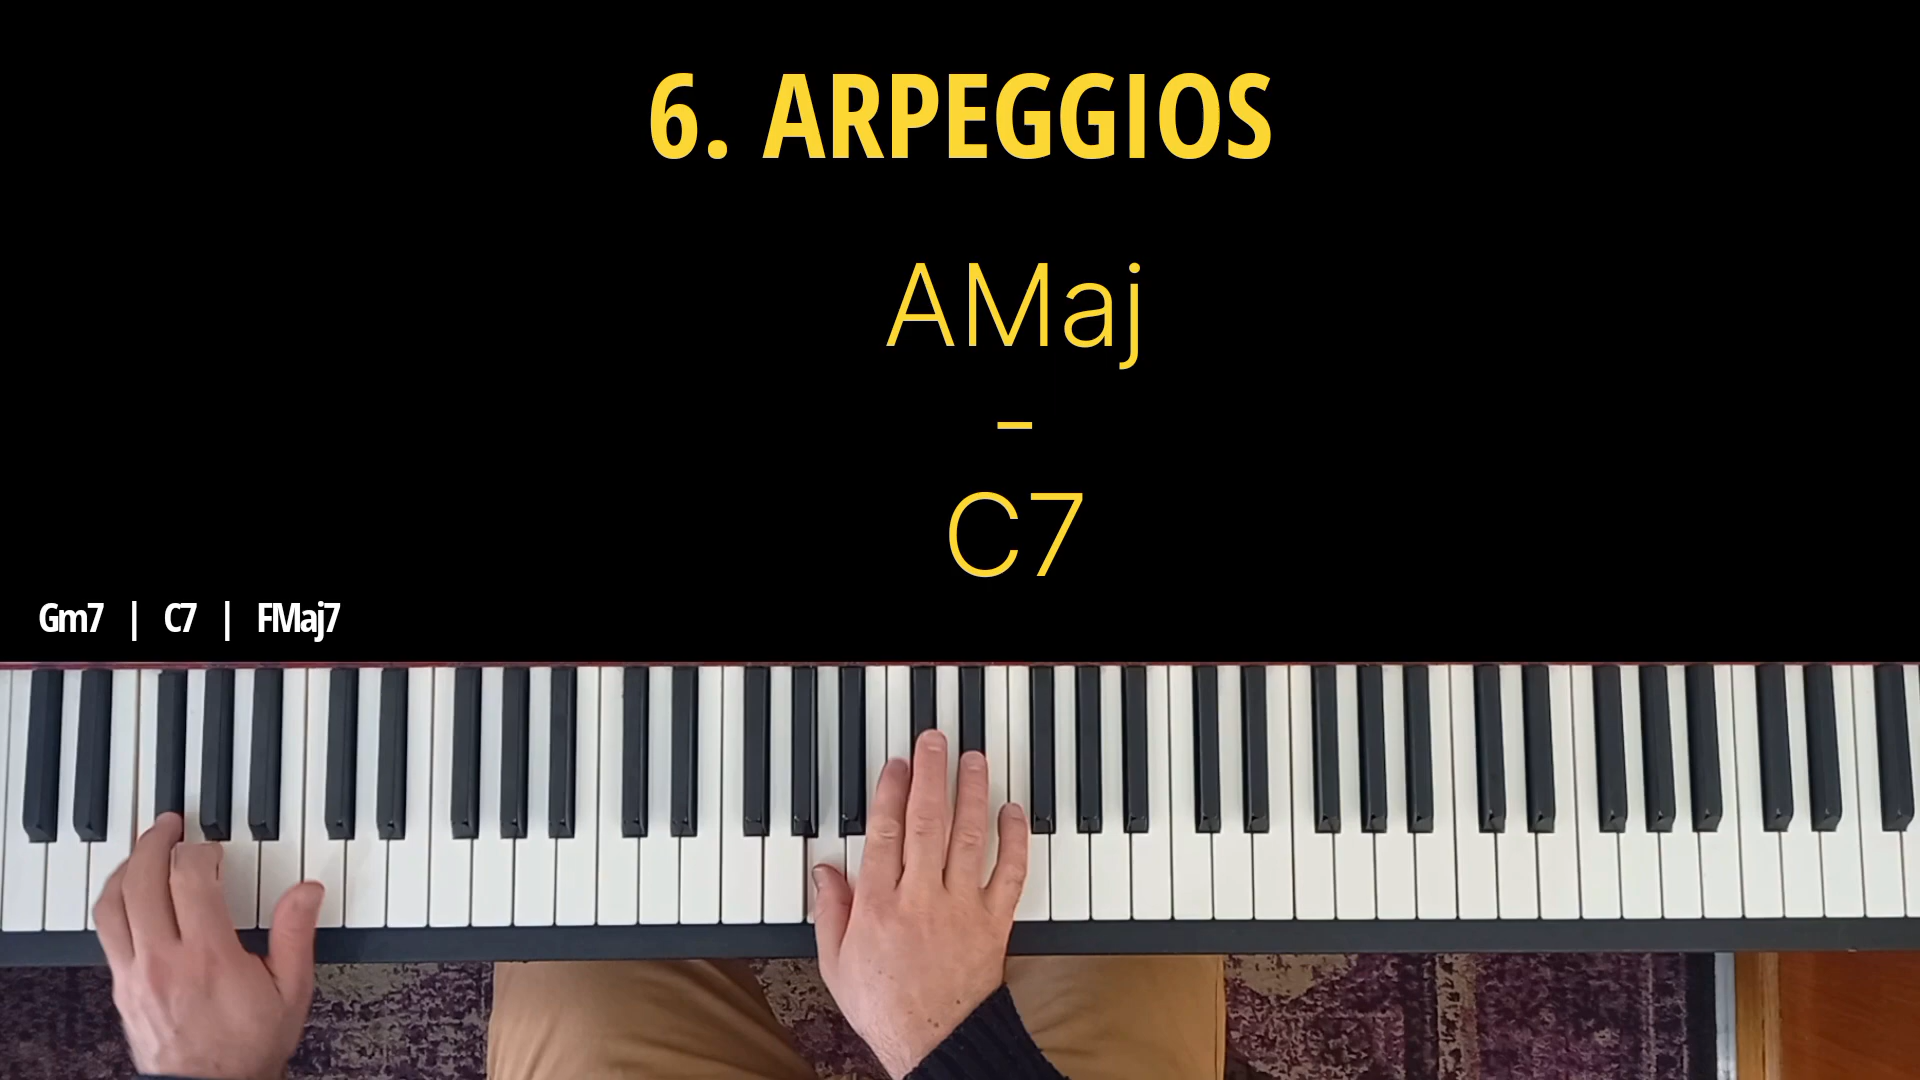 6. ARPEGGIOS
AMaj
–
C7
Gm7 | C7 | FMaj7